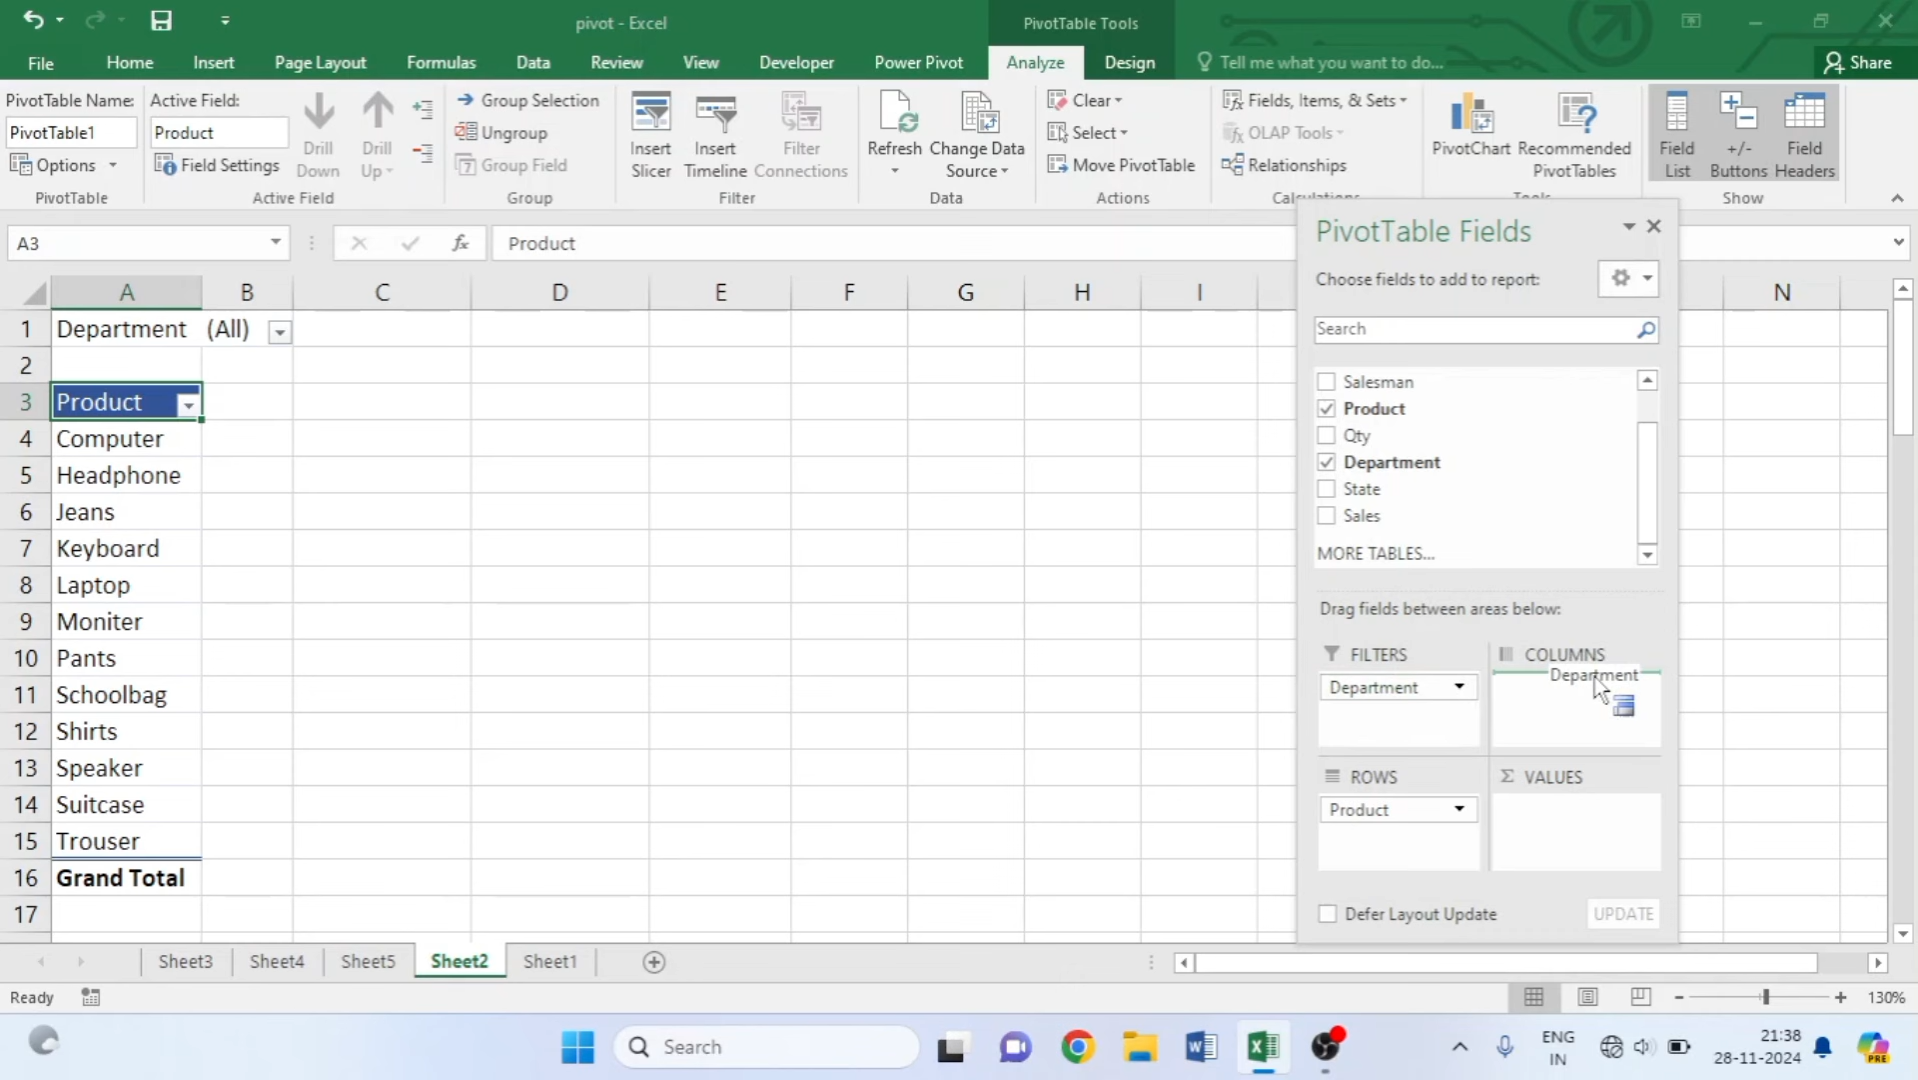 pivot - Excel
PivotTable Tools
File Home Insert Page Layout Formulas Data Review View Developer Power Pivot Analyze Design Tell me what you want to do... Share
PivotTable Name:
PivotTable1
Options
PivotTable
Active Field:
Product
Field Settings
Drill Down
Drill Up
Active Field
Group Selection
Ungroup
Group Field
Group
Insert Slicer
Insert Timeline
Filter Connections
Filter
Refresh
Change Data Source
Data
Clear
Select
Move PivotTable
Actions
Fields, Items, & Sets
OLAP Tools
Relationships
Calculations
PivotChart
Recommended PivotTables
Tools
Field List
+/- Buttons
Field Headers
Show
A3 fx Product
A B C D E F G H I N
1 Department (All)
2
3 Product
4 Computer
5 Headphone
6 Jeans
7 Keyboard
8 Laptop
9 Moniter
10 Pants
11 Schoolbag
12 Shirts
13 Speaker
14 Suitcase
15 Trouser
16 Grand Total
17
PivotTable Fields
Choose fields to add to report:
Search
Salesman
Product
Qty
Department
State
Sales
MORE TABLES...
Drag fields between areas below:
FILTERS
Department
COLUMNS
Department
ROWS
Product
Σ VALUES
Defer Layout Update UPDATE
Sheet3 Sheet4 Sheet5 Sheet2 Sheet1
Ready 130%
Search
ENG
IN
21:38
28-11-2024
PRE